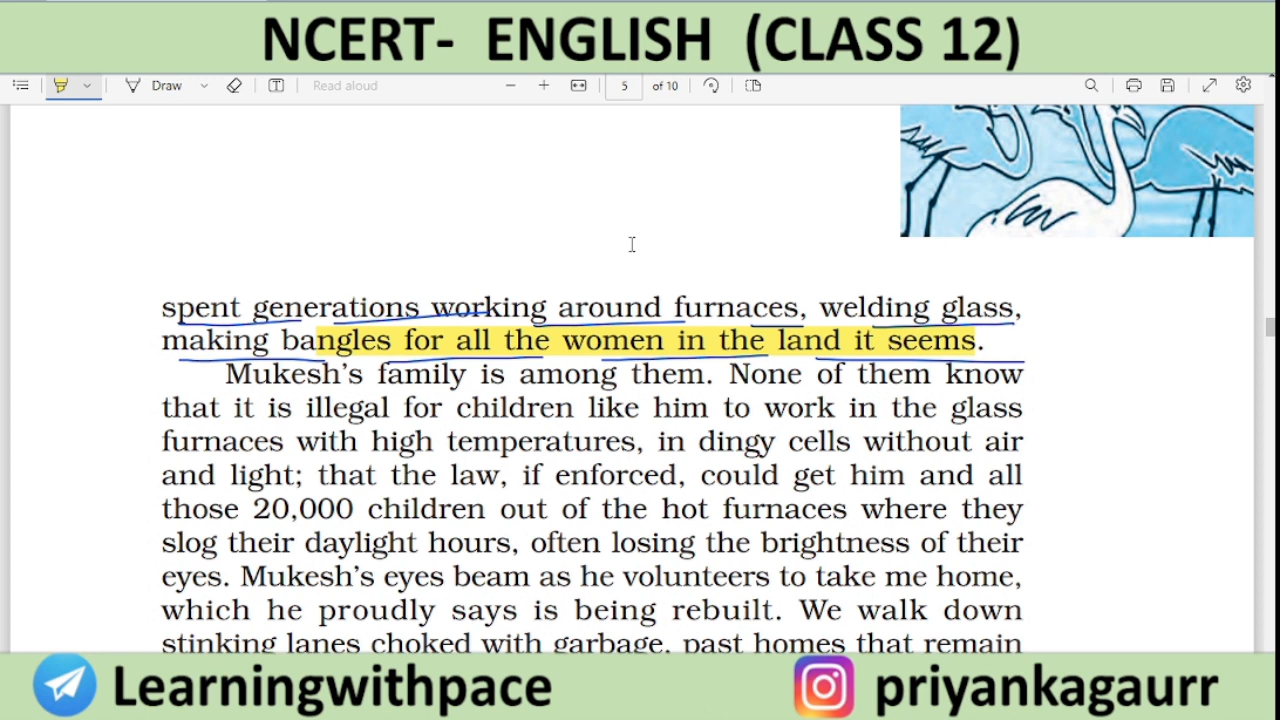 NCERT- ENGLISH (CLASS 12)
Draw Read aloud 5 of 10
spent generations working around furnaces, welding glass,
making bangles for all the women in the land it seems.
Mukesh's family is among them. None of them know
that it is illegal for children like him to work in the glass
furnaces with high temperatures, in dingy cells without air
and light; that the law, if enforced, could get him and all
those 20,000 children out of the hot furnaces where they
slog their daylight hours, often losing the brightness of their
eyes. Mukesh's eyes beam as he volunteers to take me home,
which he proudly says is being rebuilt. We walk down
stinking lanes choked with garbage, past homes that remain
Learningwithpace priyankagaurr